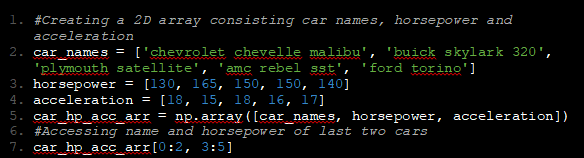 1. #Creating a 2D array consisting car names, horsepower and
acceleration
2. car_names = ['chevrolet chevelle malibu', 'buick skylark 320',
'plymouth satellite', 'amc rebel sst', 'ford torino']
3. horsepower = [130, 165, 150, 150, 140]
4. acceleration = [18, 15, 18, 16, 17]
5. car_hp_acc_arr = np.array([car_names, horsepower, acceleration])
6. #Accessing name and horsepower of last two cars
7. car_hp_acc_arr[0:2, 3:5]